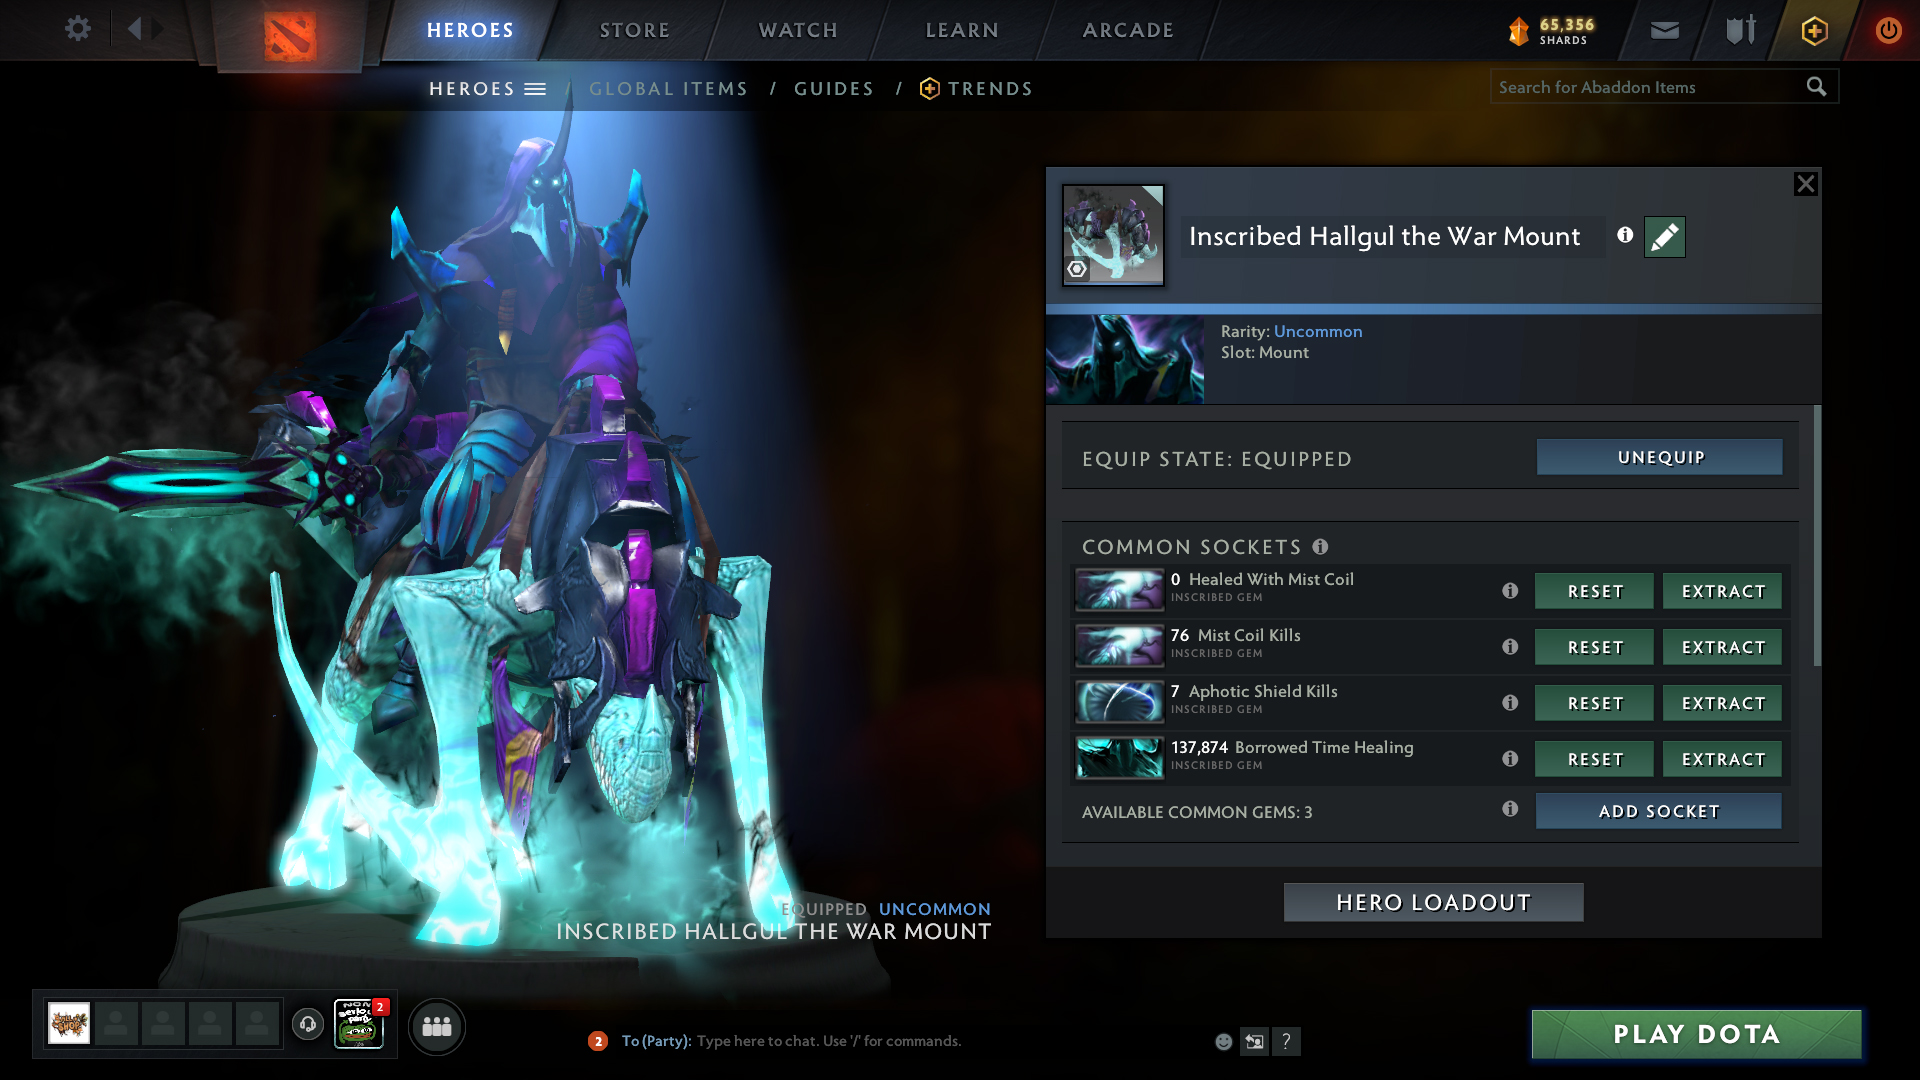 HEROES
STORE
WATCH
LEARN
ARCADE
65,356
SHARDS
HEROES / GLOBAL ITEMS / GUIDES / TRENDS
Search for Abaddon Items
Inscribed Hallgul the War Mount
Rarity: Uncommon
Slot: Mount
EQUIP STATE: EQUIPPED
UNEQUIP
COMMON SOCKETS
0 Healed With Mist Coil
INSCRIBED GEM
RESET
EXTRACT
76 Mist Coil Kills
INSCRIBED GEM
RESET
EXTRACT
7 Aphotic Shield Kills
INSCRIBED GEM
RESET
EXTRACT
137,874 Borrowed Time Healing
INSCRIBED GEM
RESET
EXTRACT
AVAILABLE COMMON GEMS: 3
ADD SOCKET
HERO LOADOUT
EQUIPPED UNCOMMON
INSCRIBED HALLGUL THE WAR MOUNT
2
2
To (Party): Type here to chat. Use '/' for commands.
?
PLAY DOTA